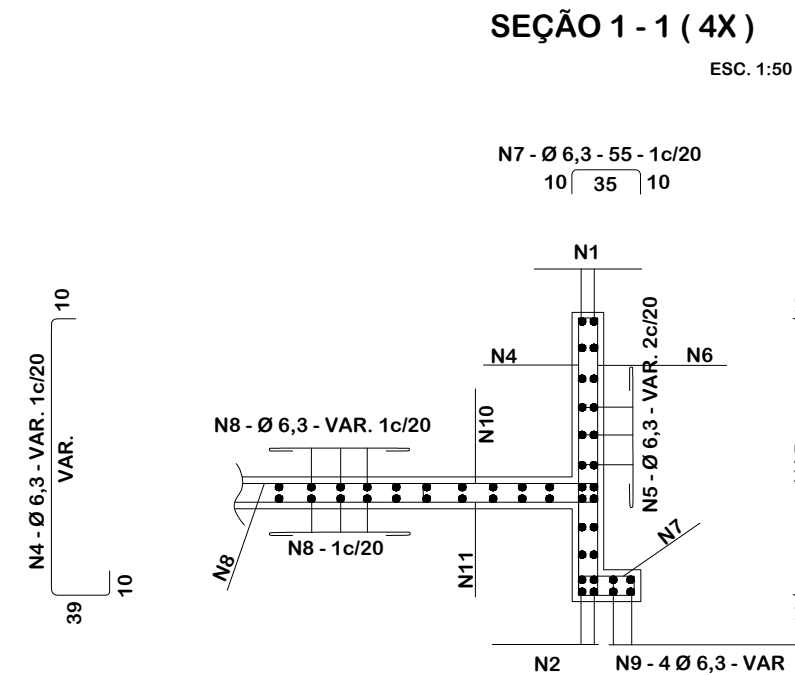 SEÇÃO 1 - 1 ( 4X )
ESC. 1:50
N7 - Ø 6,3 - 55 - 1c/20
10 35 10
N1
10
N4 - Ø 6,3 - VAR. 1c/20
VAR.
39
10
N4
N6
N5 - Ø 6,3 - VAR. 2c/20
N8 - Ø 6,3 - VAR. 1c/20
N10
N8 - 1c/20
N8
N11
N7
N2
N9 - 4 Ø 6,3 - VAR